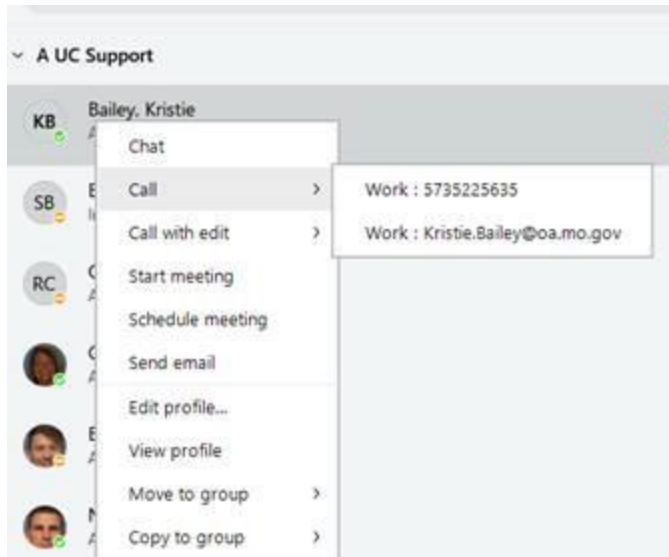 A UC Support
KB
Bailey, Kristie
A
Chat
Call
Work : 5735225635
SB
Call with edit
Work : Kristie.Bailey@oa.mo.gov
RC
Start meeting
Schedule meeting
Send email
Edit profile...
View profile
Move to group
Copy to group